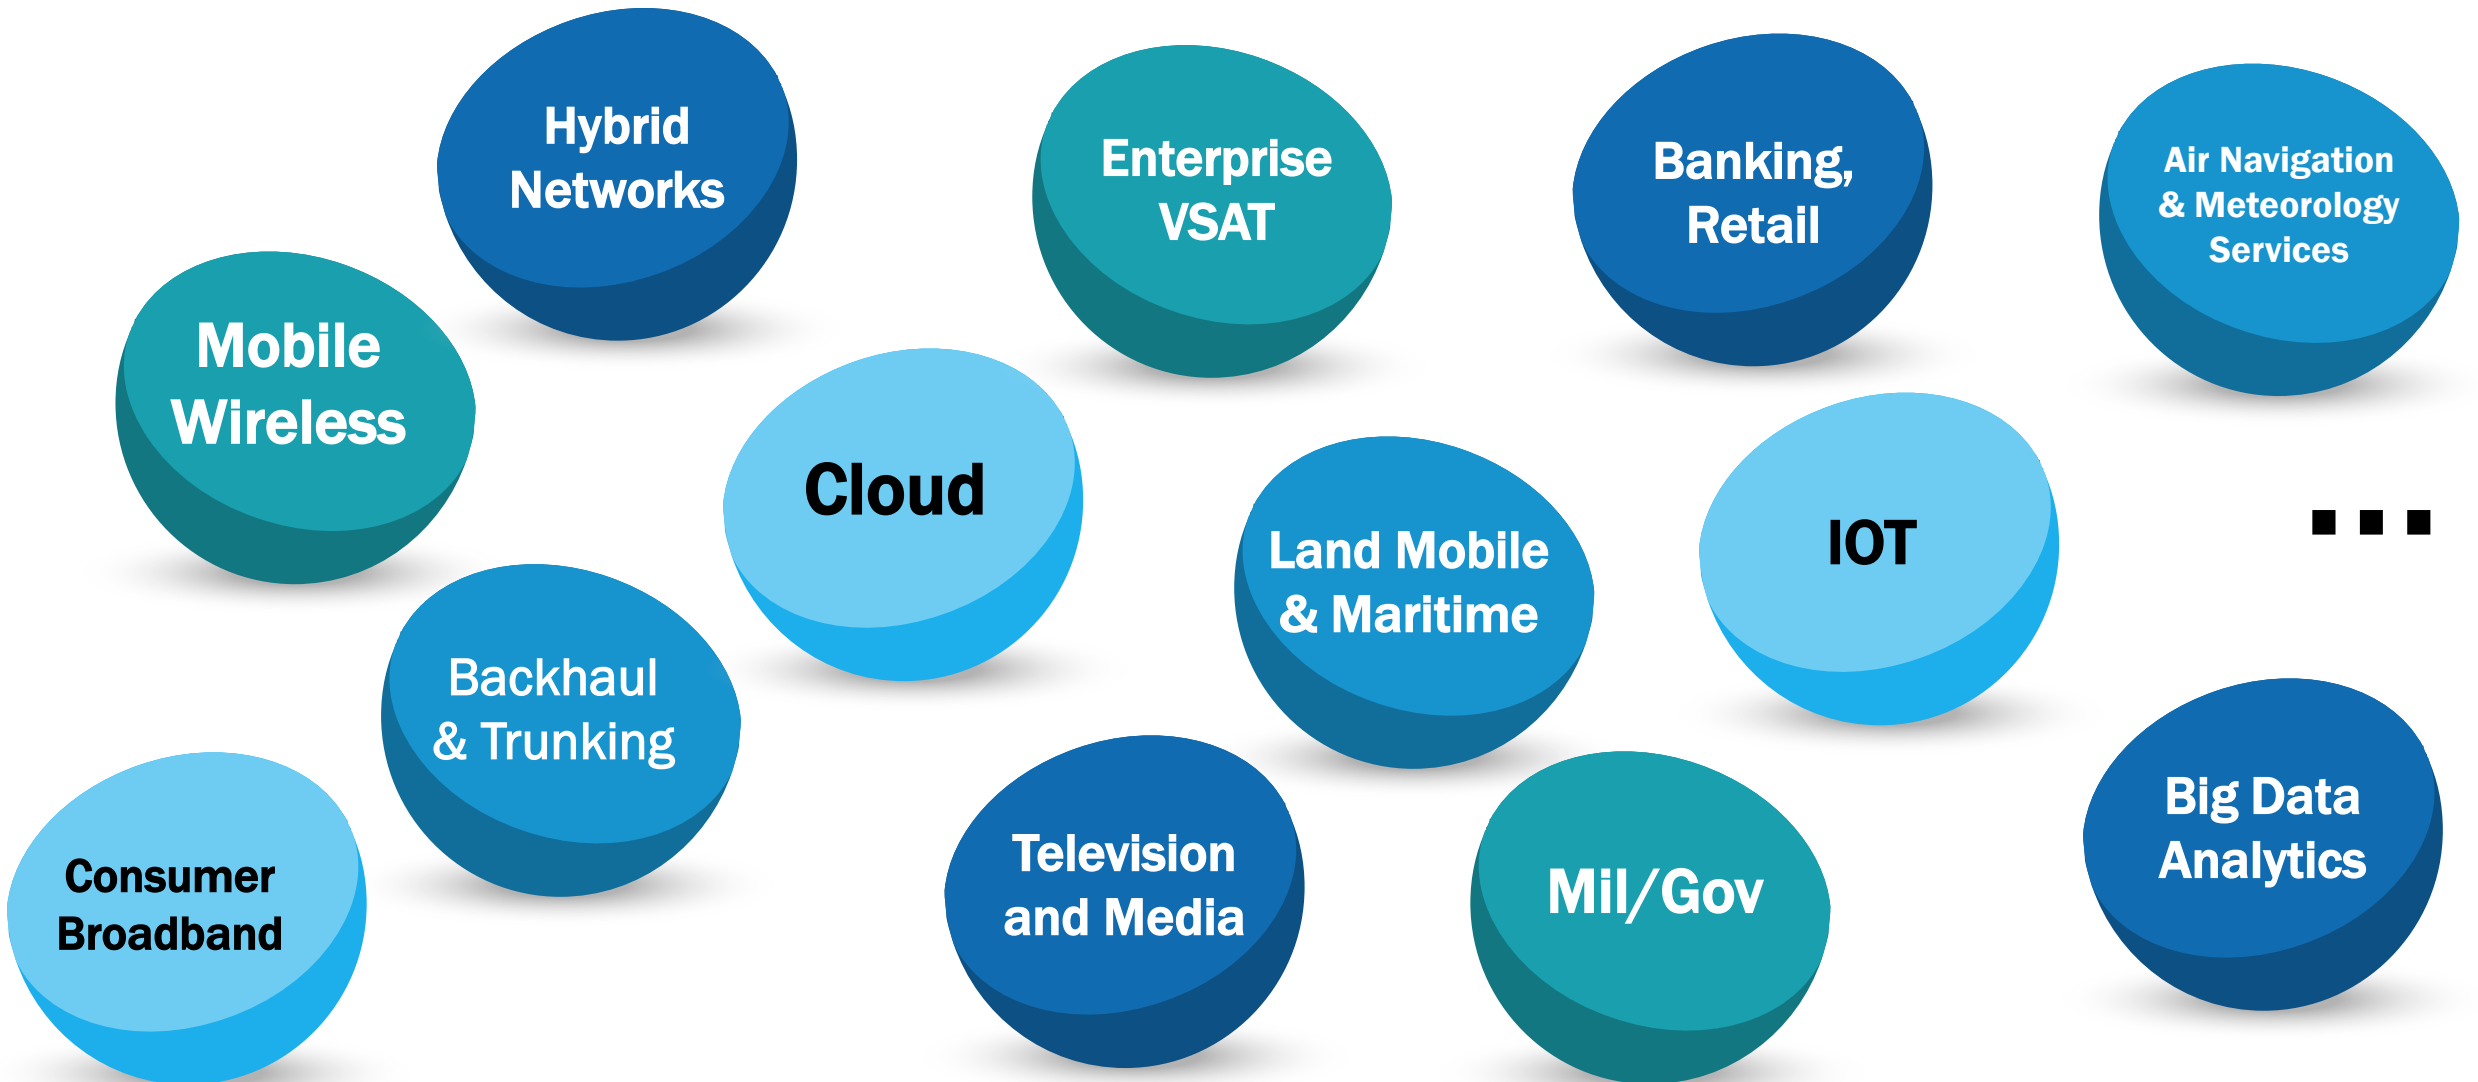 Hybrid
Networks
Enterprise
VSAT
Banking,
Retail
Air Navigation
& Meteorology
Services
Mobile
Wireless
Cloud
Land Mobile
& Maritime
IOT
...
Backhaul
& Trunking
Consumer
Broadband
Television
and Media
Mil/Gov
Big Data
Analytics